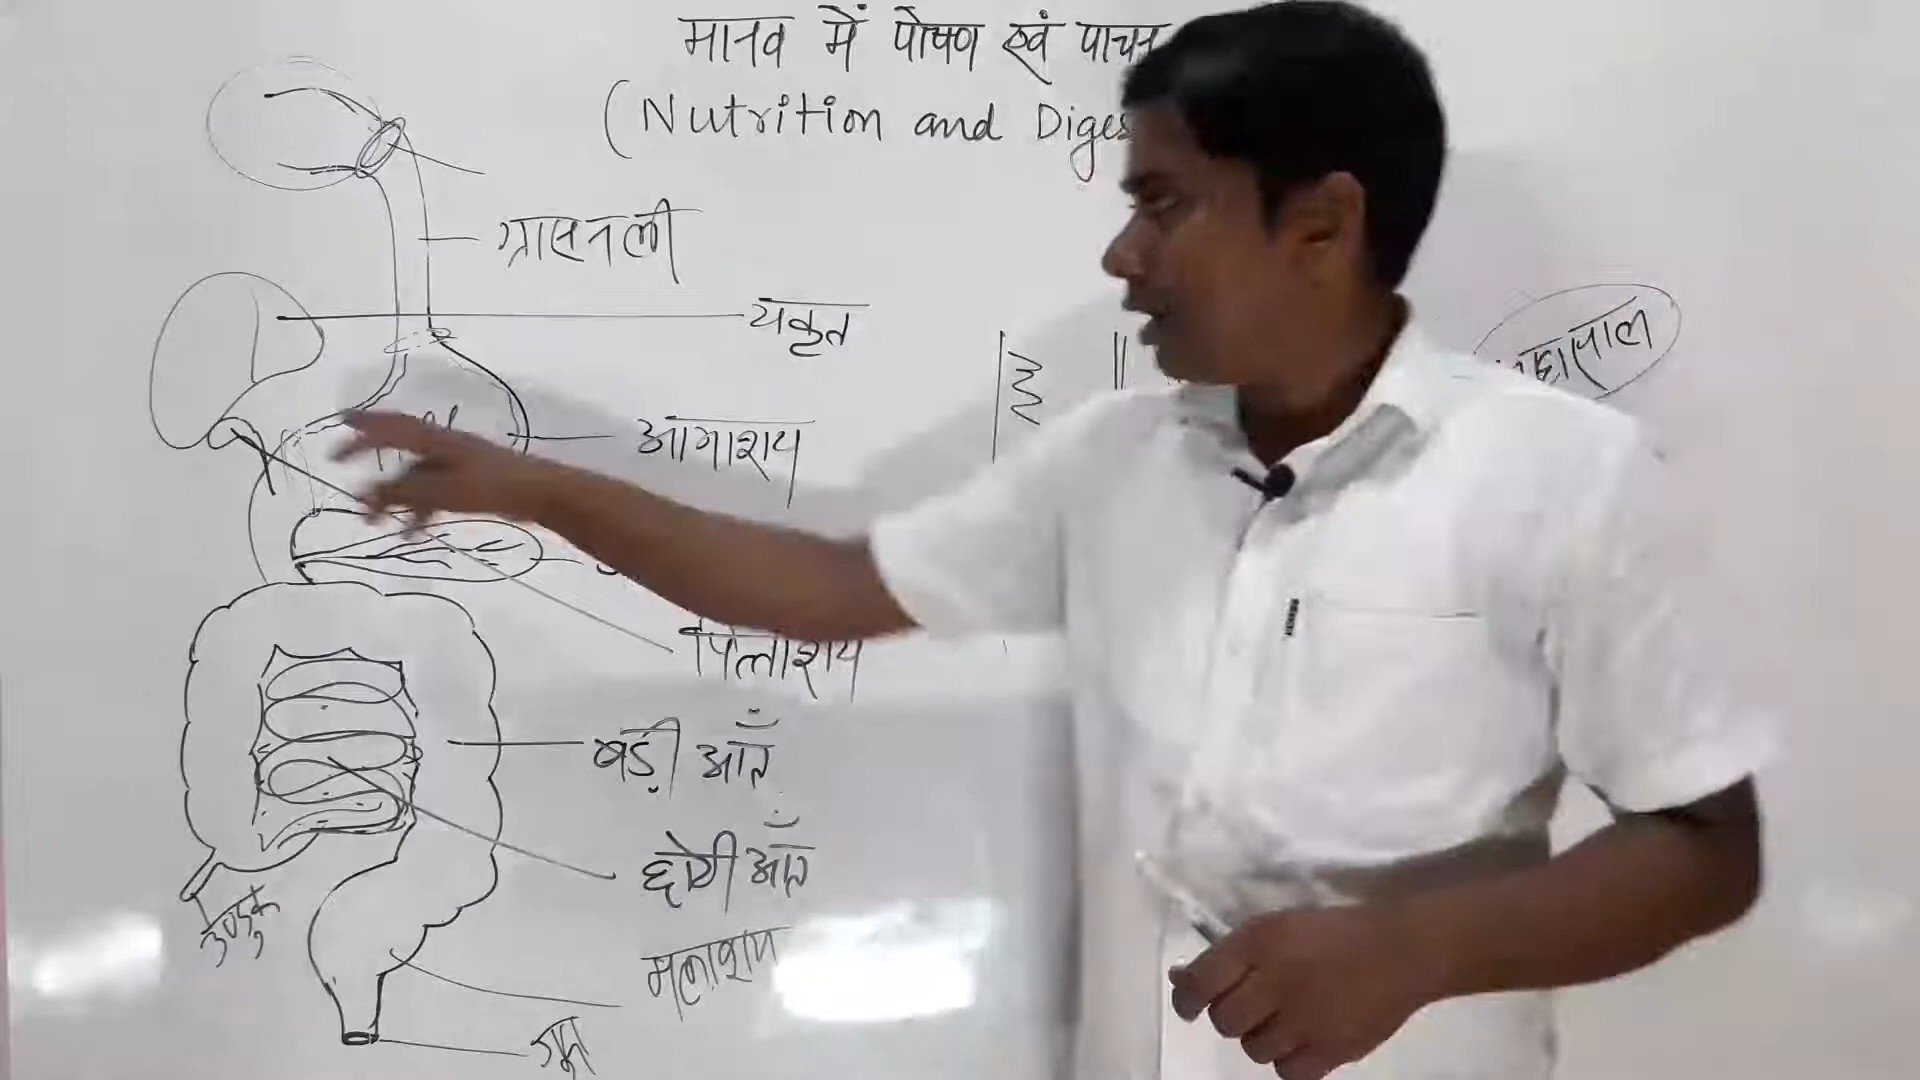 मानव में पोषण एवं पाचन
(Nutrition and Diges
ग्रासनली
यकृत
आमाशय
पित्ताशय
बड़ी आँत
छोटी आँत
उण्डुक
मलाशय
गुदा